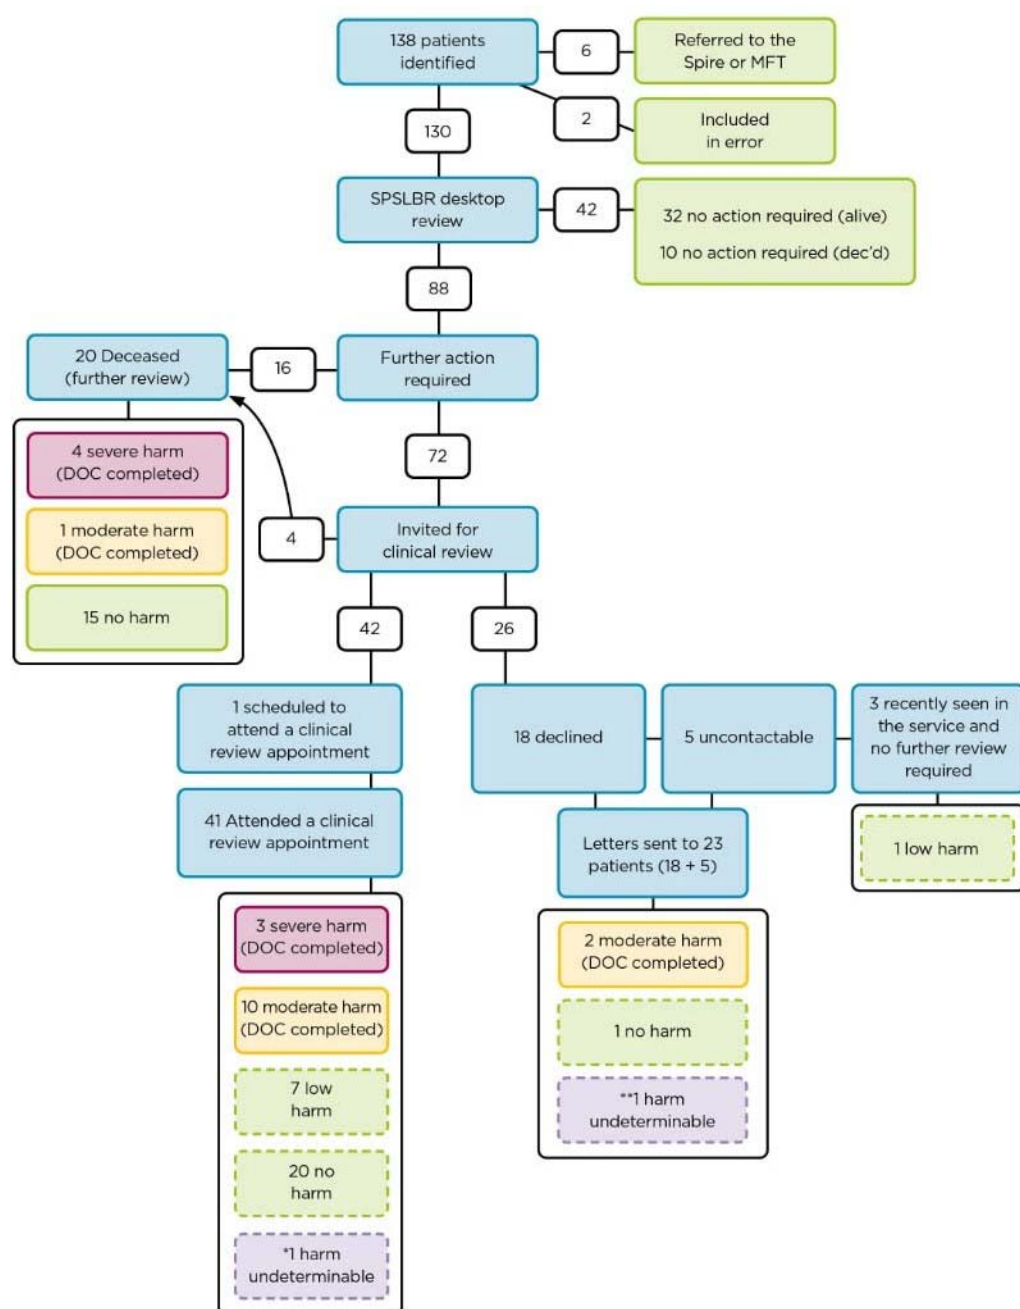 138 patients
identified
6
Referred to the
Spire or MFT
2
Included
in error
130
SPSLBR desktop
review
42
32 no action required (alive)
10 no action required (dec'd)
88
20 Deceased
(further review)
16
Further action
required
4 severe harm
(DOC completed)
1 moderate harm
(DOC completed)
15 no harm
72
4
Invited for
clinical review
42
26
1 scheduled to
attend a clinical
review appointment
18 declined
5 uncontactable
3 recently seen in
the service and
no further review
required
41 Attended a clinical
review appointment
Letters sent to 23
patients (18 + 5)
1 low harm
3 severe harm
(DOC completed)
10 moderate harm
(DOC completed)
7 low
harm
20 no
harm
*1 harm
undeterminable
2 moderate harm
(DOC completed)
1 no harm
**1 harm
undeterminable